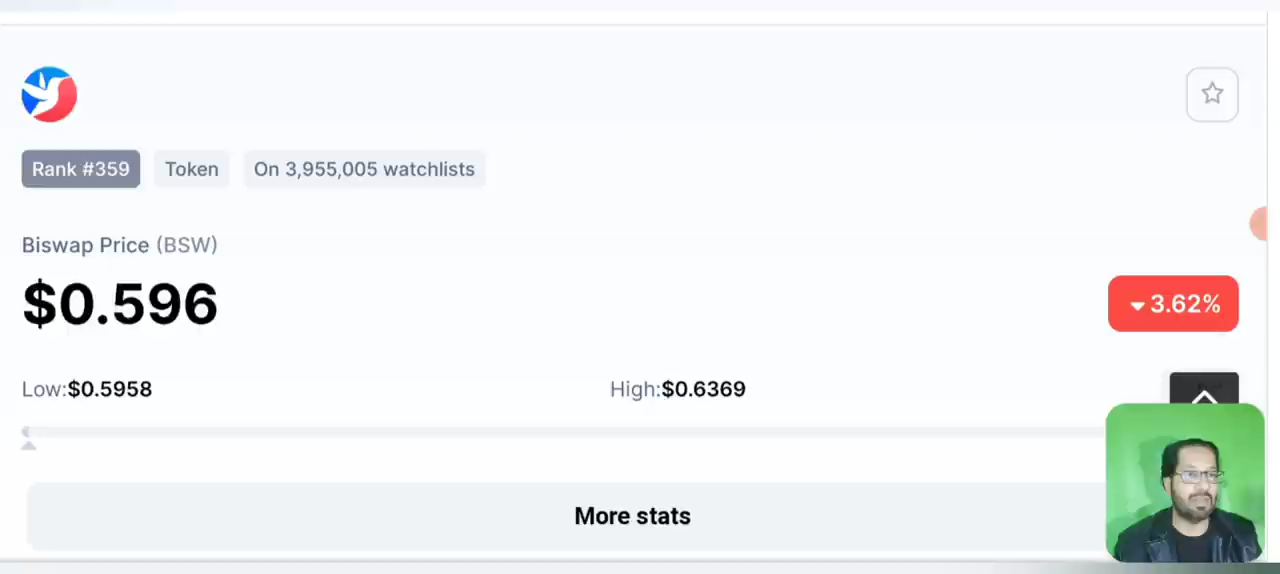 Rank #359 Token On 3,955,005 watchlists
Biswap Price (BSW)
$0.596 3.62%
Low:$0.5958 High:$0.6369
More stats